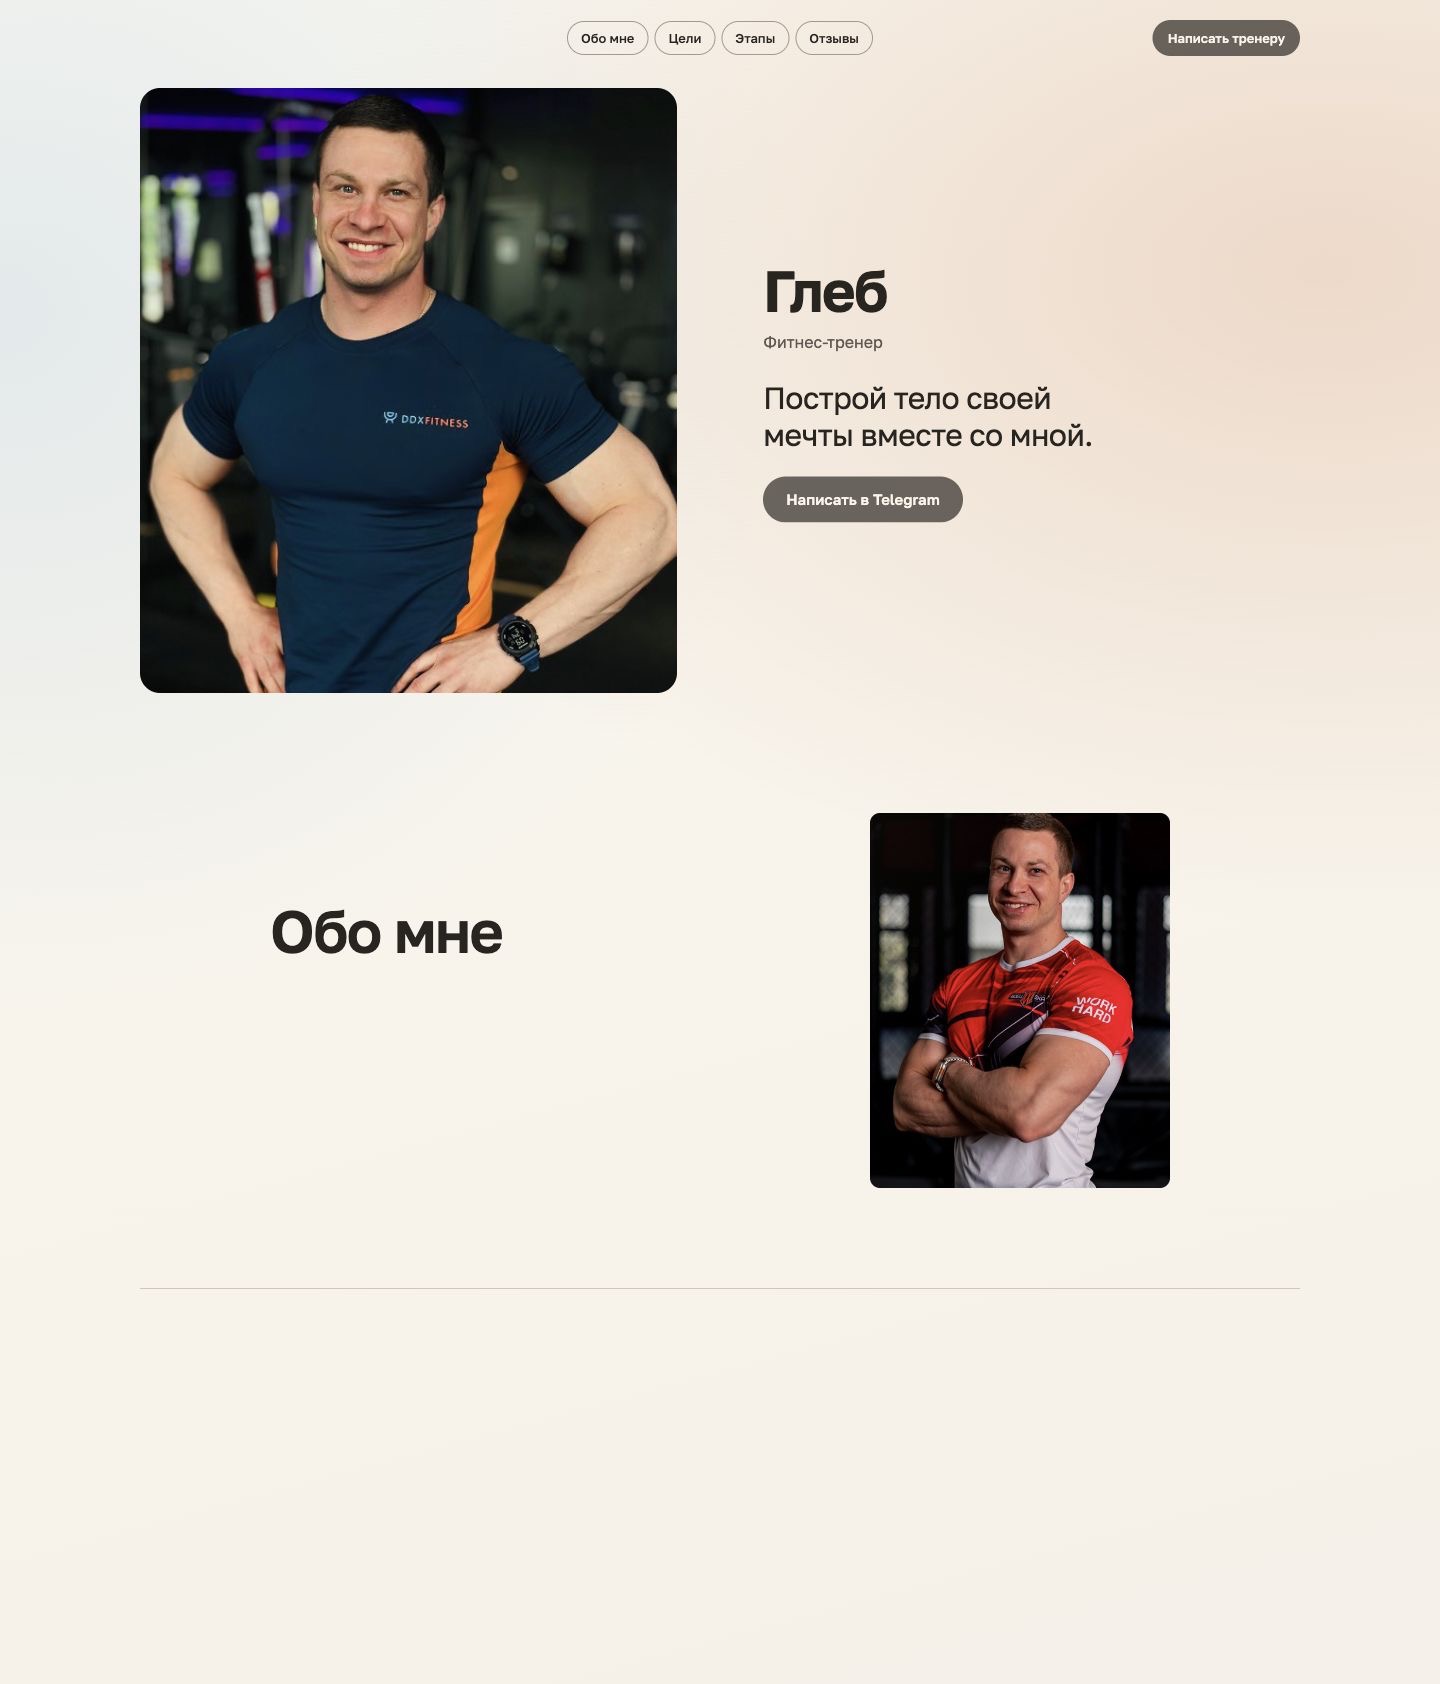 Обо мне
Цели
Этапы
Отзывы
Написать тренеру
DDXFITNESS
Глеб
Фитнес-тренер
Построй тело своей
мечты вместе со мной.
Написать в Telegram
Обо мне
WORK
HARD